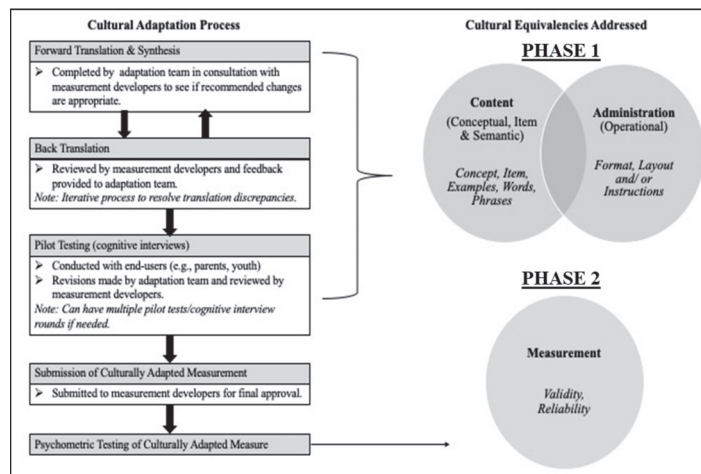 Cultural Adaptation Process
Forward Translation & Synthesis
➤ Completed by adaptation team in consultation with
measurement developers to see if recommended changes
are appropriate.
Back Translation
➤ Reviewed by measurement developers and feedback
provided to adaptation team.
Note: Iterative process to resolve translation discrepancies.
Pilot Testing (cognitive interviews)
➤ Conducted with end-users (e.g., parents, youth)
➤ Revisions made by adaptation team and reviewed by
measurement developers.
Note: Can have multiple pilot tests/cognitive interview
rounds if needed.
Submission of Culturally Adapted Measurement
➤ Submitted to measurement developers for final approval.
Psychometric Testing of Culturally Adapted Measure
Cultural Equivalencies Addressed
PHASE 1
Content
(Conceptual, Item
& Semantic)
Concept, Item,
Examples, Words,
Phrases
Administration
(Operational)
Format, Layout
and/ or
Instructions
PHASE 2
Measurement
Validity,
Reliability